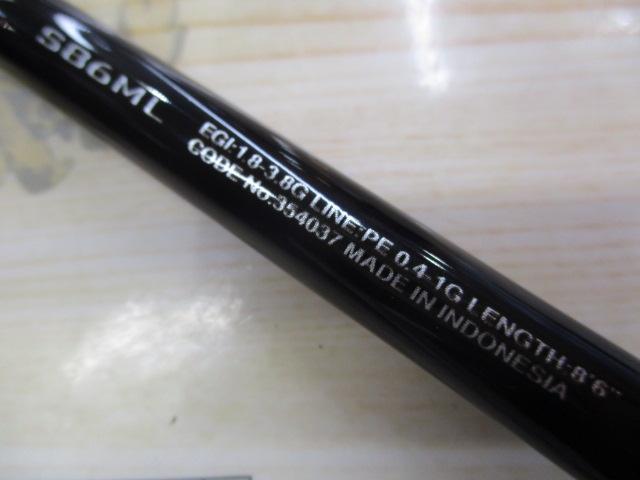 S86ML
EGI:1.8-3.8G LINE:PE 0.4-1G LENGTH:8'6"
CODE No.354037 MADE IN INDONESIA